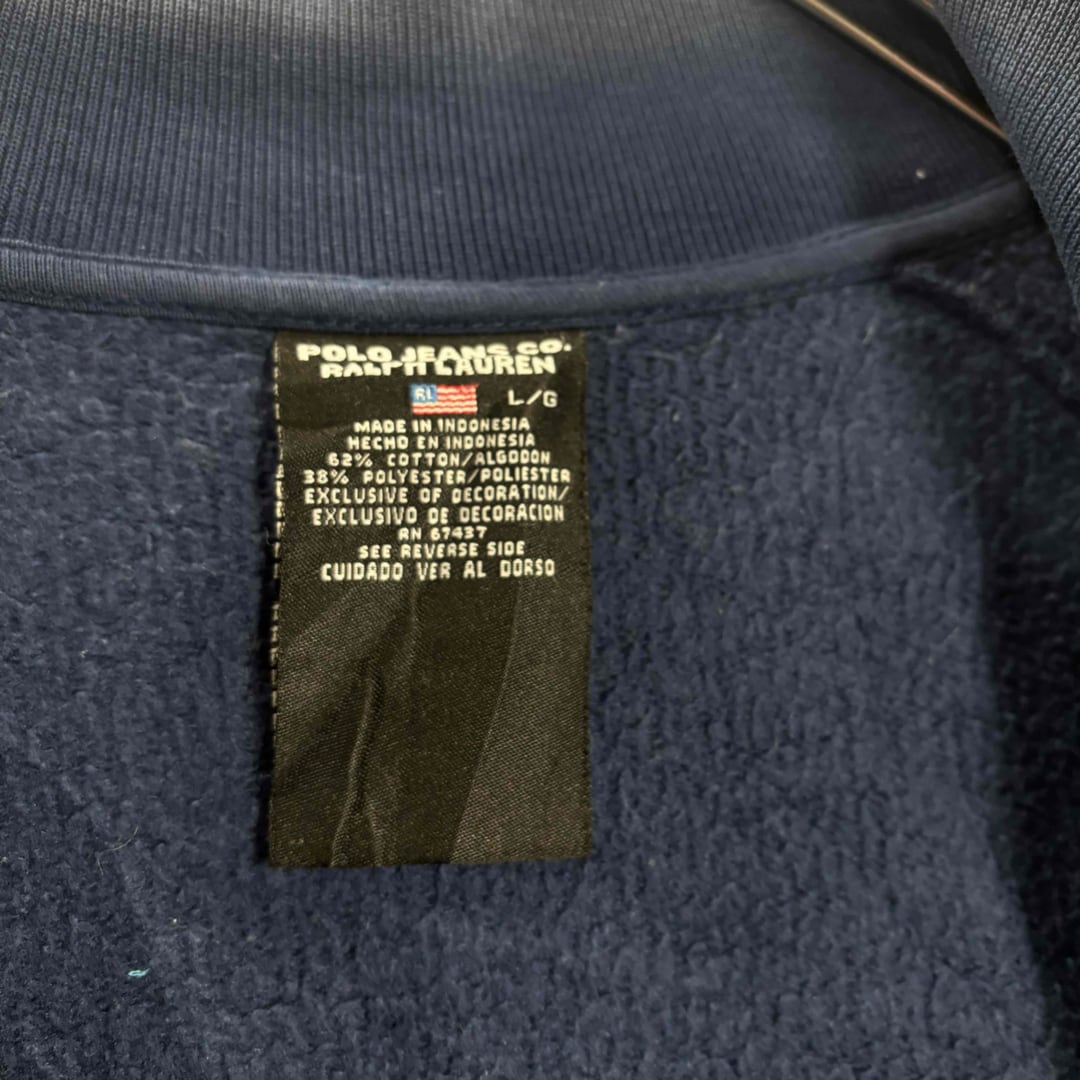 POLO JEANS CO.
RALPH LAUREN
RL L/G
MADE IN INDONESIA
HECHO EN INDONESIA
62% COTTON/ALGODON
38% POLYESTER/POLIESTER
EXCLUSIVE OF DECORATION/
EXCLUSIVO DE DECORACION
RN 67437
SEE REVERSE SIDE
CUIDADO VER AL DORSO